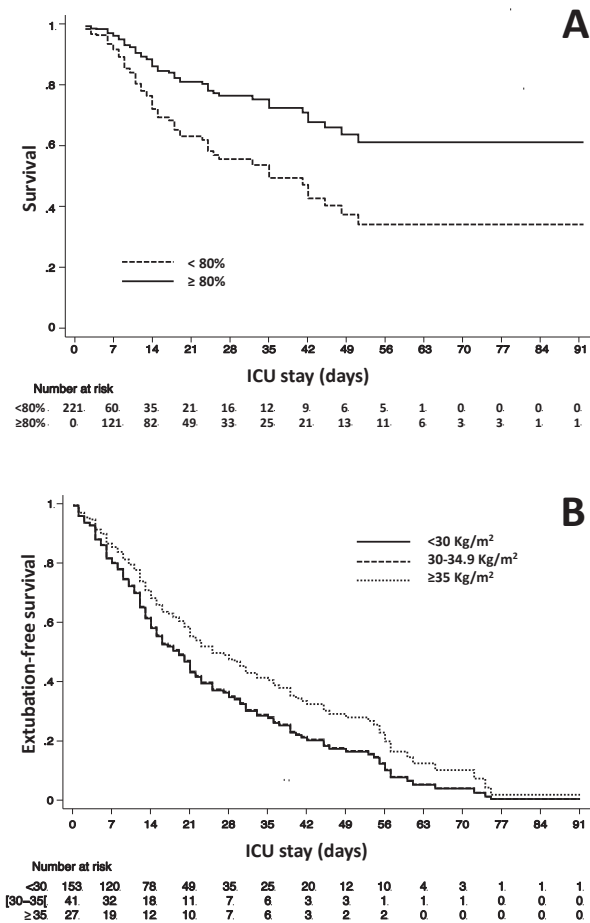 A
1.
.8
.6
.4
.2
0
Survival
< 80%
≥ 80%
0 7 14 21 28 35 42 49 56 63 70 77 84 91
ICU stay (days)
Number at risk
<80% 221. 60. 35. 21. 16. 12. 9. 6. 5. 1. 0. 0. 0. 0.
≥80% 0. 121. 82. 49. 33. 25. 21. 13. 11. 6. 3. 3. 1. 1.
B
1.
.8
.6
.4
.2
0
Extubation-free survival
<30 Kg/m²
30-34.9 Kg/m²
≥35 Kg/m²
0 7 14 21 28 35 42 49 56 63 70 77 84 91
ICU stay (days)
Number at risk
<30. 153. 120. 78. 49. 35. 25. 20. 12. 10. 4. 3. 1. 1. 1.
[30–35[. 41. 32. 18. 11. 7. 6. 3. 3. 1. 1. 1. 0. 0. 0.
≥35. 27. 19. 12. 10. 7. 6. 3. 2. 2. 0. 0. 0. 0. 0.